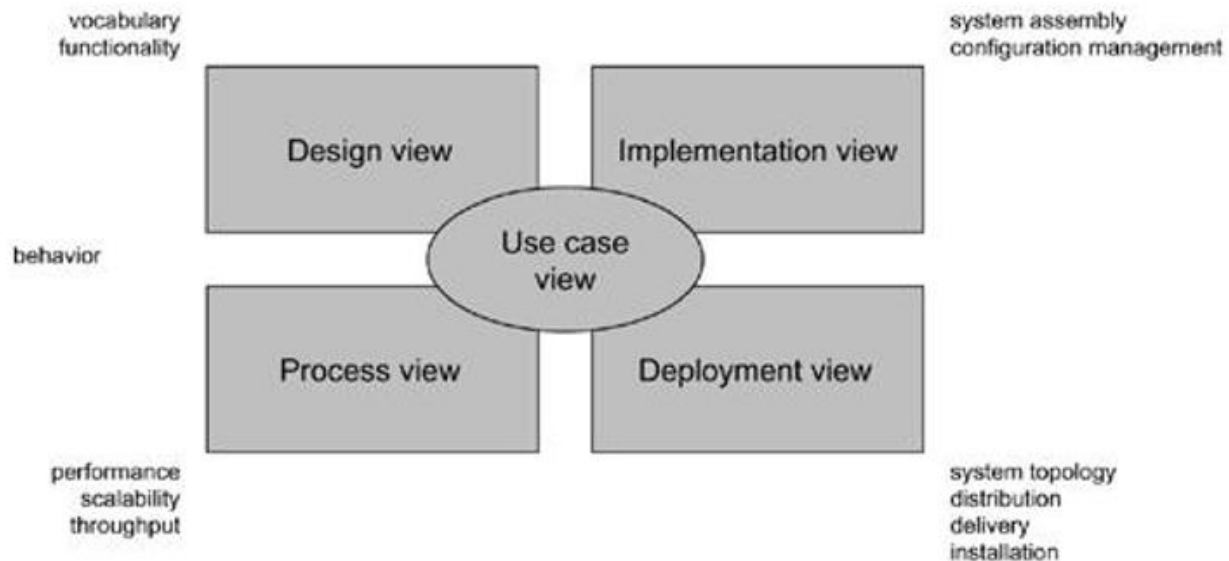 vocabulary
functionality
system assembly
configuration management
Design view
Implementation view
behavior
Use case
view
Process view
Deployment view
performance
scalability
throughput
system topology
distribution
delivery
installation